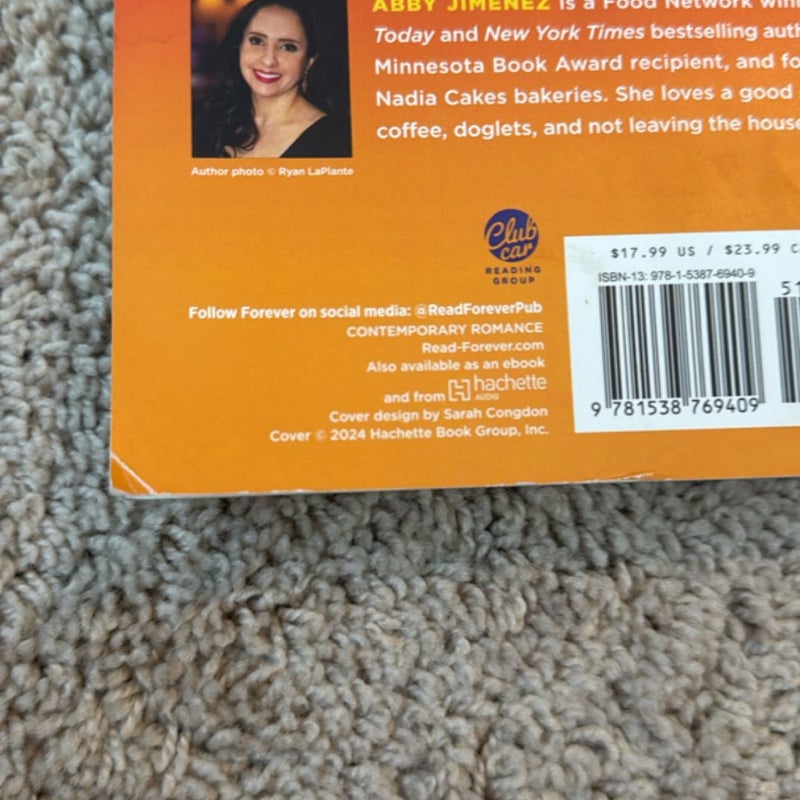 ABBY JIMENEZ is a Food Network
Today and New York Times bestselling
Minnesota Book Award recipient, and
Nadia Cakes bakeries. She loves a good
coffee, doglets, and not leaving the house
Author photo © Ryan LaPlante
Club
car
READING
GROUP
$17.99 US / $23.99
ISBN-13: 978-1-5387-6940-9
51
9 781538 769409
Follow Forever on social media: @ReadForeverPub
CONTEMPORARY ROMANCE
Read-Forever.com
Also available as an ebook
and from hachette
AUDIO
Cover design by Sarah Congdon
Cover © 2024 Hachette Book Group, Inc.